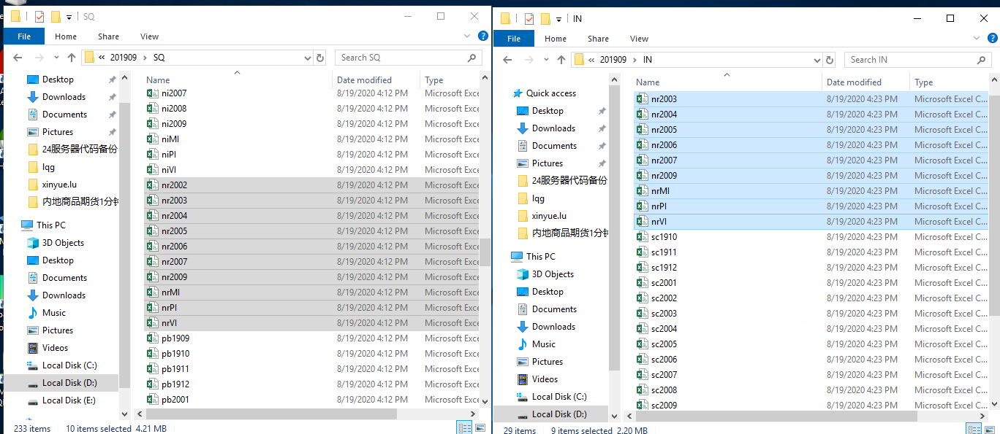 SQ
File Home Share View
« 201909 › SQ
Search SQ
Desktop
Downloads
Documents
Pictures
24服务器代码备份
lqg
xinyue.lu
内地商品期货1分钟
This PC
3D Objects
Desktop
Documents
Downloads
Music
Pictures
Videos
Local Disk (C:)
Local Disk (D:)
Local Disk (E:)
Name Date modified Type
ni2007 8/19/2020 4:12 PM Microsoft Exce
ni2008 8/19/2020 4:12 PM Microsoft Exce
ni2009 8/19/2020 4:12 PM Microsoft Exce
niMI 8/19/2020 4:12 PM Microsoft Exce
niPI 8/19/2020 4:12 PM Microsoft Exce
niVI 8/19/2020 4:12 PM Microsoft Exce
nr2002 8/19/2020 4:12 PM Microsoft Exce
nr2003 8/19/2020 4:12 PM Microsoft Exce
nr2004 8/19/2020 4:12 PM Microsoft Exce
nr2005 8/19/2020 4:12 PM Microsoft Exce
nr2006 8/19/2020 4:12 PM Microsoft Exce
nr2007 8/19/2020 4:12 PM Microsoft Exce
nr2009 8/19/2020 4:12 PM Microsoft Exce
nrMI 8/19/2020 4:12 PM Microsoft Exce
nrPI 8/19/2020 4:12 PM Microsoft Exce
nrVI 8/19/2020 4:12 PM Microsoft Exce
pb1909 8/19/2020 4:12 PM Microsoft Exce
pb1910 8/19/2020 4:12 PM Microsoft Exce
pb1911 8/19/2020 4:12 PM Microsoft Exce
pb1912 8/19/2020 4:12 PM Microsoft Exce
pb2001 8/19/2020 4:12 PM Microsoft Exce
233 items 10 items selected 4.21 MB
IN
File Home Share View
« 201909 › IN
Search IN
Quick access
Desktop
Downloads
Documents
Pictures
24服务器代码备份
lqg
xinyue.lu
内地商品期货1分钟
This PC
3D Objects
Desktop
Documents
Downloads
Music
Pictures
Videos
Local Disk (C:)
Local Disk (D:)
Name Date modified Type
nr2003 8/19/2020 4:23 PM Microsoft Excel C...
nr2004 8/19/2020 4:23 PM Microsoft Excel C...
nr2005 8/19/2020 4:23 PM Microsoft Excel C...
nr2006 8/19/2020 4:23 PM Microsoft Excel C...
nr2007 8/19/2020 4:23 PM Microsoft Excel C...
nr2009 8/19/2020 4:23 PM Microsoft Excel C...
nrMI 8/19/2020 4:23 PM Microsoft Excel C...
nrPI 8/19/2020 4:23 PM Microsoft Excel C...
nrVI 8/19/2020 4:23 PM Microsoft Excel C...
sc1910 8/19/2020 4:23 PM Microsoft Excel C...
sc1911 8/19/2020 4:23 PM Microsoft Excel C...
sc1912 8/19/2020 4:23 PM Microsoft Excel C...
sc2001 8/19/2020 4:23 PM Microsoft Excel C...
sc2002 8/19/2020 4:23 PM Microsoft Excel C...
sc2003 8/19/2020 4:23 PM Microsoft Excel C...
sc2004 8/19/2020 4:23 PM Microsoft Excel C...
sc2005 8/19/2020 4:23 PM Microsoft Excel C...
sc2006 8/19/2020 4:23 PM Microsoft Excel C...
sc2007 8/19/2020 4:23 PM Microsoft Excel C...
sc2008 8/19/2020 4:23 PM Microsoft Excel C...
sc2009 8/19/2020 4:23 PM Microsoft Excel C...
29 items 9 items selected 2.20 MB